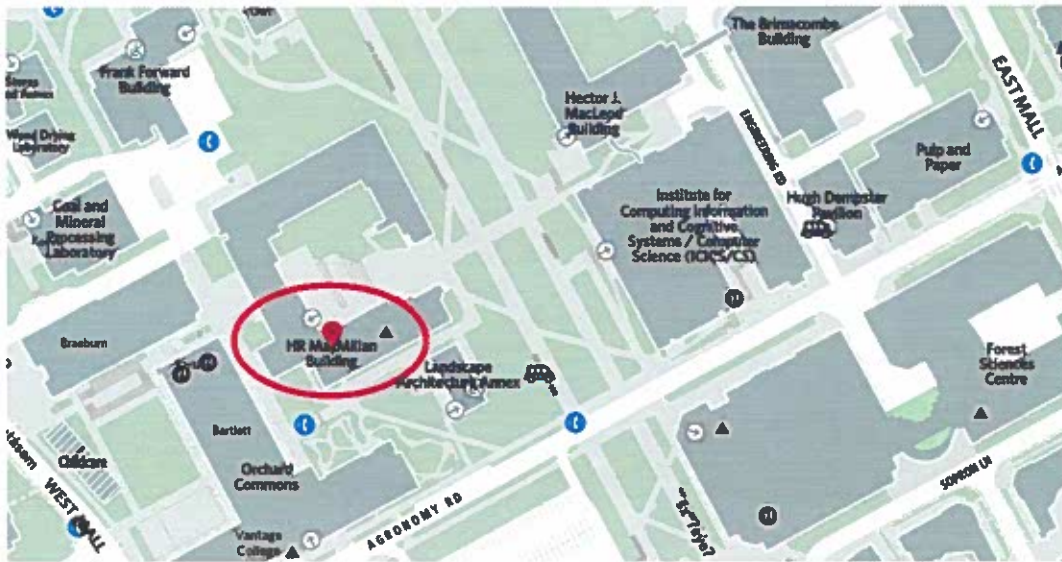 The Brimacombe
Building
Frank Forward
Building
EAST MALL
Hector J.
MacLeod
Building
ENGINEERING RD
Wood Drying
Laboratory
Pulp and
Paper
Institute for
Computing Information
and Cognitive
Systems / Computer
Science (ICICS/CS)
Hugh Dempster
Pavilion
Coal and
Mineral
Processing
Laboratory
Braeburn
HR MacMillan
Building
Landscape
Architecture Annex
Forest
Sciences
Centre
Bartlett
Childcare
Orchard
Commons
WEST MALL
AGRONOMY RD
SOPRON LN
Vantage
College